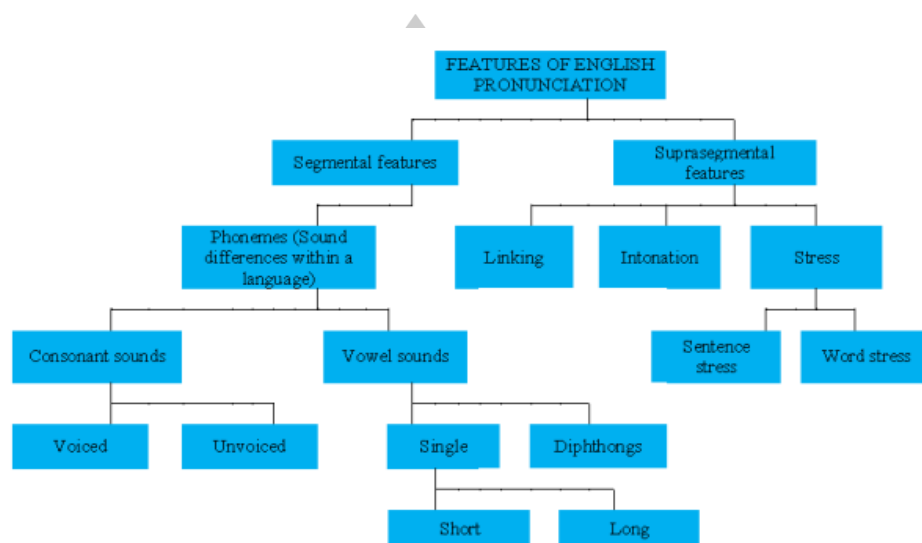 FEATURES OF ENGLISH
PRONUNCIATION
Segmental features
Suprasegmental
features
Phonemes (Sound
differences within a
language)
Linking
Intonation
Stress
Consonant sounds
Vowel sounds
Sentence
stress
Word stress
Voiced
Unvoiced
Single
Diphthongs
Short
Long